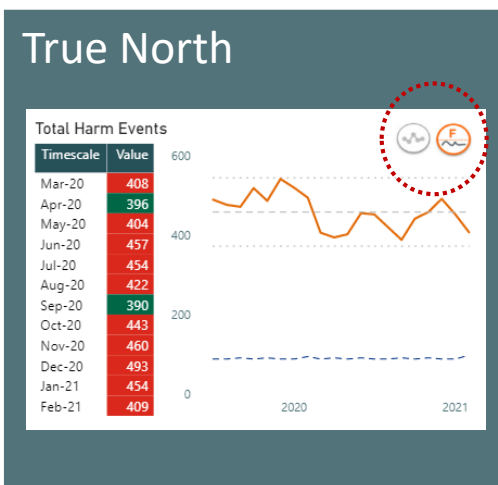 True North
Total Harm Events
F
Timescale Value
Mar-20 408
Apr-20 396
May-20 404
Jun-20 457
Jul-20 454
Aug-20 422
Sep-20 390
Oct-20 443
Nov-20 460
Dec-20 493
Jan-21 454
Feb-21 409
600
400
200
0
2020 2021